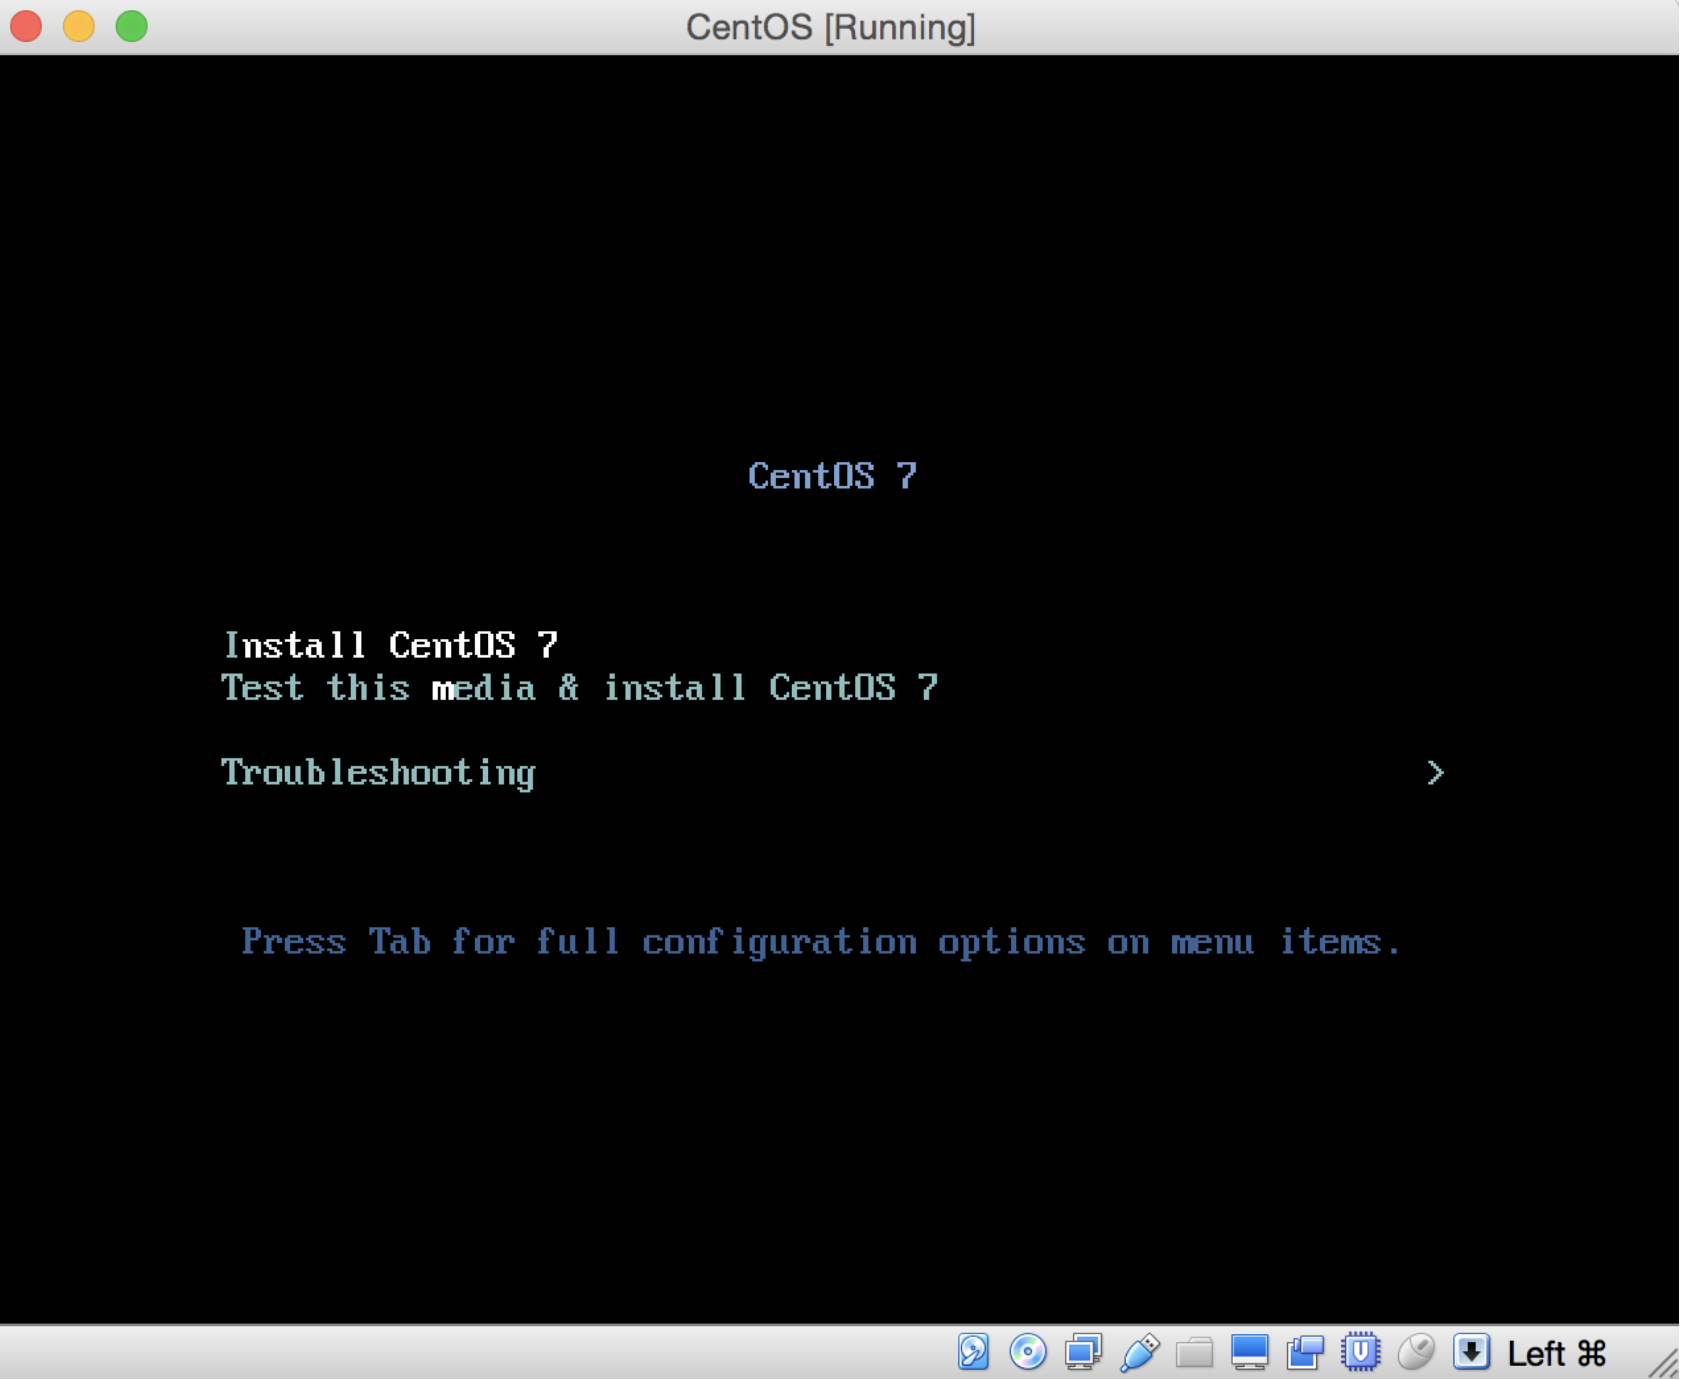 CentOS [Running]
CentOS 7
Install CentOS 7
Test this media & install CentOS 7
Troubleshooting >
Press Tab for full configuration options on menu items.
Left ⌘